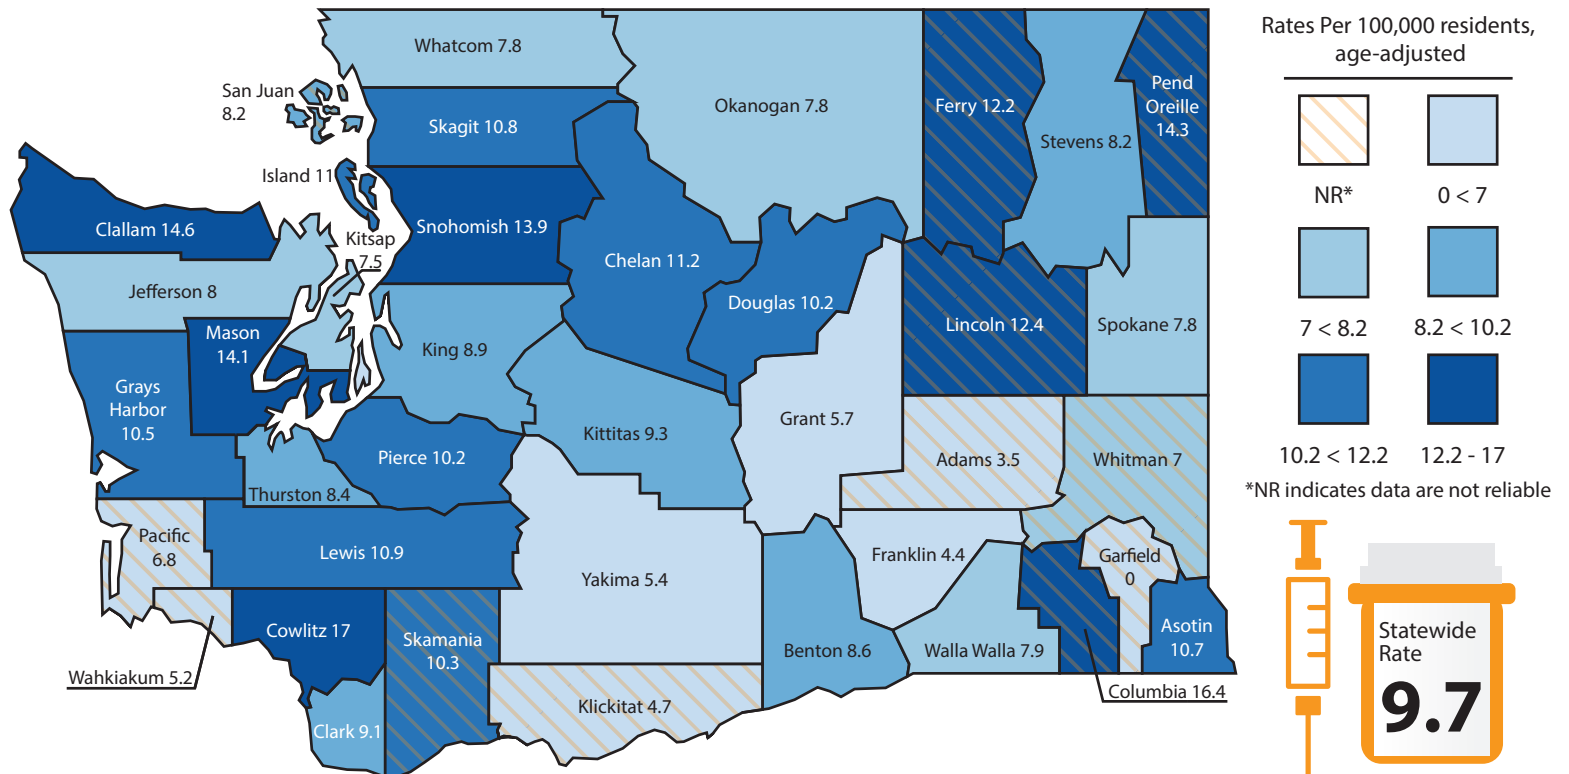 Whatcom 7.8
San Juan
8.2
Skagit 10.8
Island 11
Okanogan 7.8
Ferry 12.2
Stevens 8.2
Pend
Oreille
14.3
Clallam 14.6
Snohomish 13.9
Kitsap
7.5
Chelan 11.2
Jefferson 8
Douglas 10.2
Mason
14.1
King 8.9
Lincoln 12.4
Spokane 7.8
Grays
Harbor
10.5
Kittitas 9.3
Grant 5.7
Adams 3.5
Whitman 7
Pierce 10.2
Thurston 8.4
Pacific
6.8
Lewis 10.9
Yakima 5.4
Franklin 4.4
Garfield
0
Cowlitz 17
Skamania
10.3
Benton 8.6
Walla Walla 7.9
Asotin
10.7
Wahkiakum 5.2
Columbia 16.4
Klickitat 4.7
Clark 9.1
Rates Per 100,000 residents,
age-adjusted
NR*
0 < 7
7 < 8.2
8.2 < 10.2
10.2 < 12.2
12.2 - 17
*NR indicates data are not reliable
Statewide
Rate
9.7